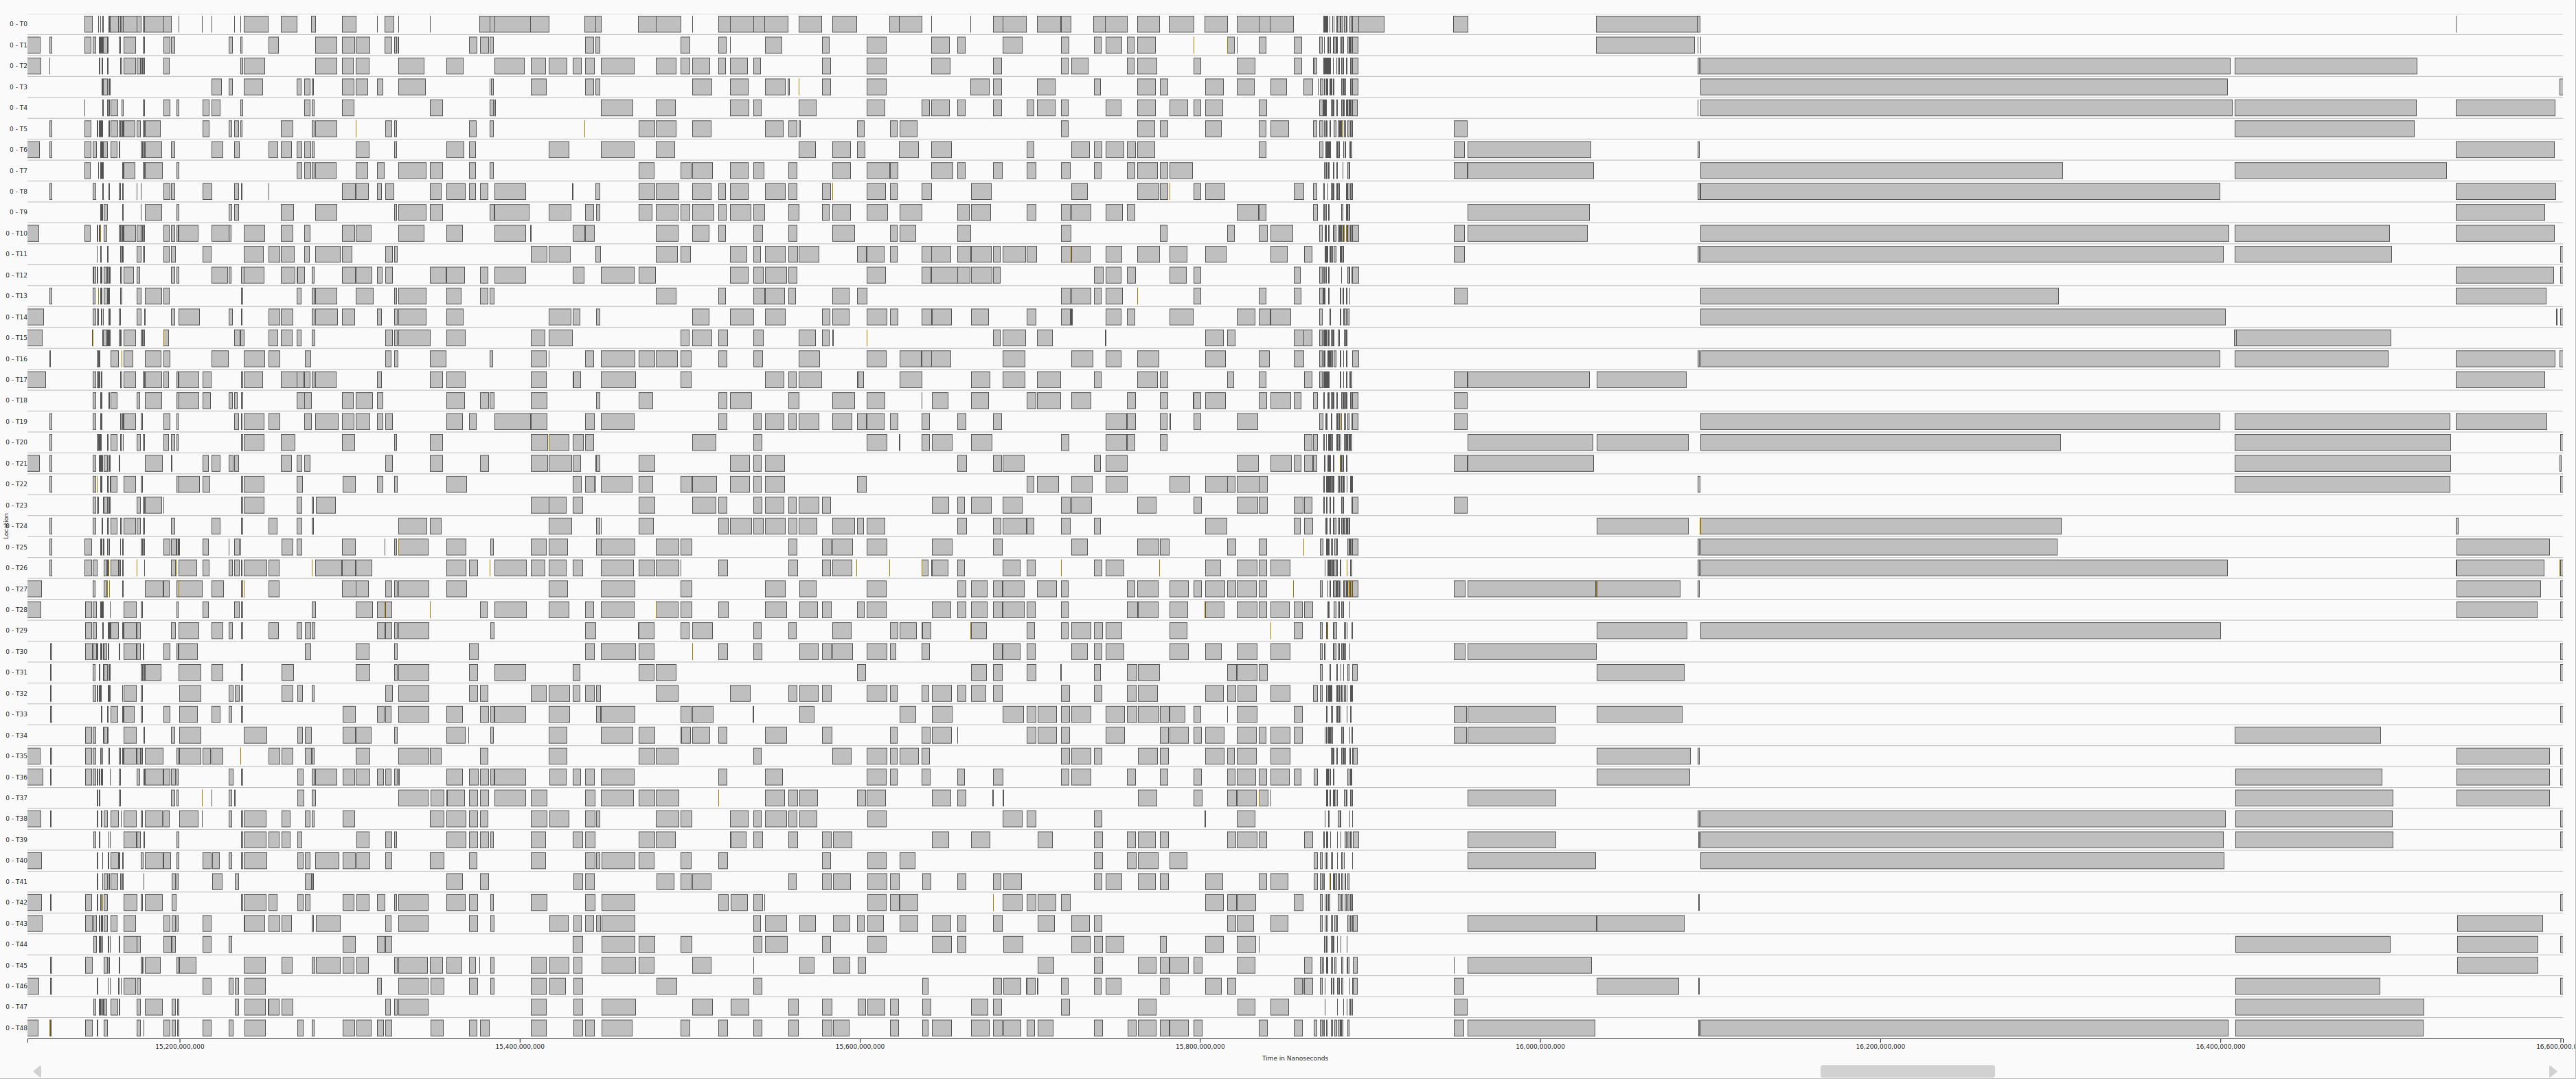 0 - T0
0 - T1
0 - T2
0 - T3
0 - T4
0 - T5
0 - T6
0 - T7
0 - T8
0 - T9
0 - T10
0 - T11
0 - T12
0 - T13
0 - T14
0 - T15
0 - T16
0 - T17
0 - T18
0 - T19
0 - T20
0 - T21
0 - T22
0 - T23
Location
0 - T24
0 - T25
0 - T26
0 - T27
0 - T28
0 - T29
0 - T30
0 - T31
0 - T32
0 - T33
0 - T34
0 - T35
0 - T36
0 - T37
0 - T38
0 - T39
0 - T40
0 - T41
0 - T42
0 - T43
0 - T44
0 - T45
0 - T46
0 - T47
0 - T48
15,200,000,000 15,400,000,000 15,600,000,000 15,800,000,000 16,000,000,000 16,200,000,000 16,400,000,000 16,600,000,0
Time in Nanoseconds